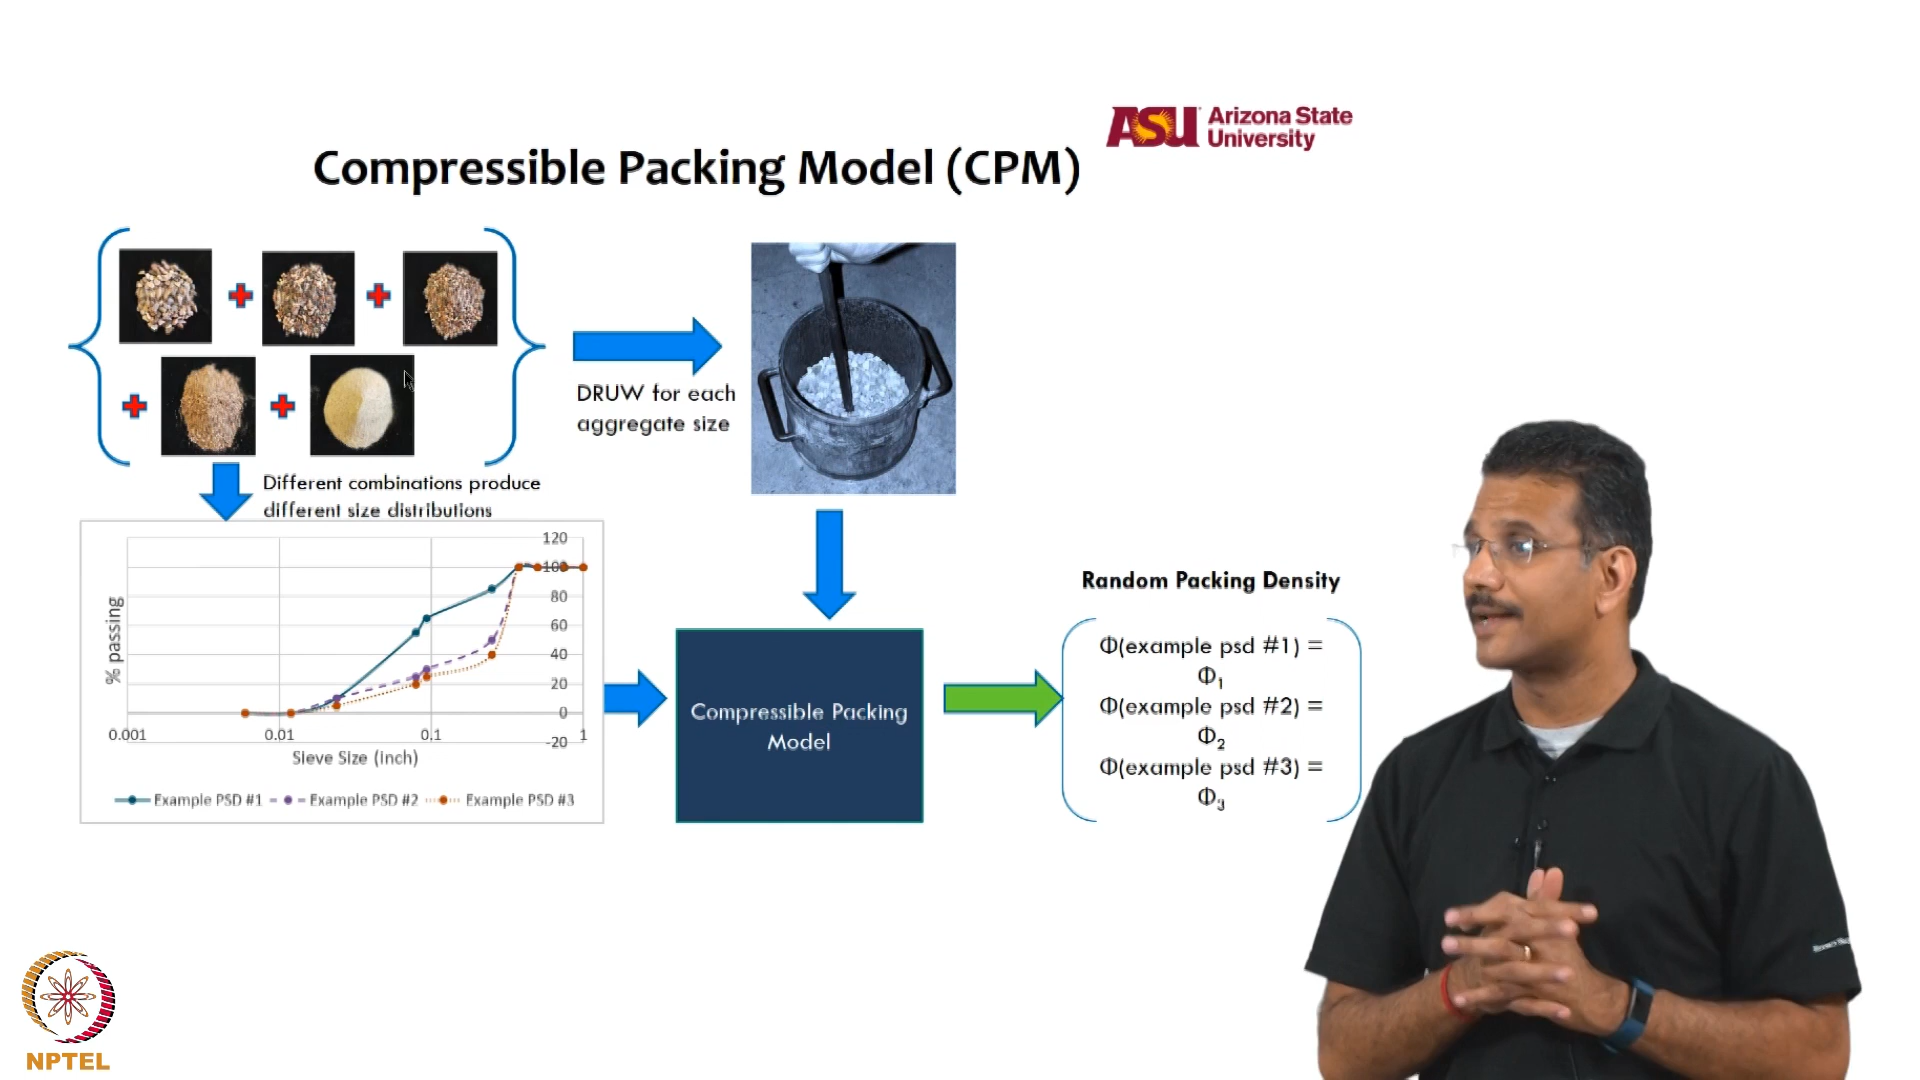 ASU Arizona State
University
Compressible Packing Model (CPM)
DRUW for each
aggregate size
Different combinations produce
different size distributions
120
100
80
60
40
20
0
-20
% passing
0.001
0.01
0.1
1
Sieve Size (Inch)
Example PSD #1
Example PSD #2
Example PSD #3
Compressible Packing
Model
Random Packing Density
Φ(example psd #1) =
Φ1
Φ(example psd #2) =
Φ2
Φ(example psd #3) =
Φ3
NPTEL